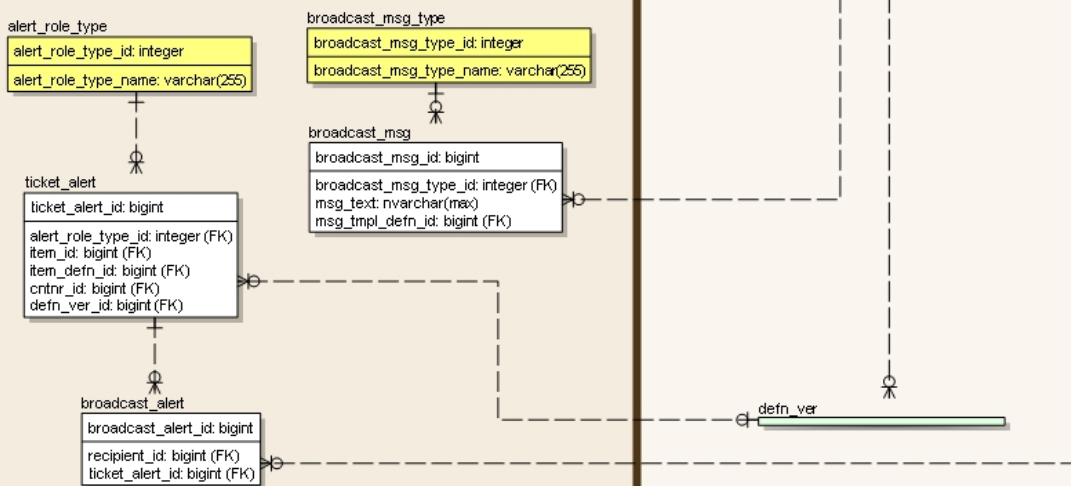 alert_role_type
alert_role_type_id: integer
alert_role_type_name: varchar(255)
broadcast_msg_type
broadcast_msg_type_id: integer
broadcast_msg_type_name: varchar(255)
broadcast_msg
broadcast_msg_id: bigint
broadcast_msg_type_id: integer (FK)
msg_text: nvarchar(max)
msg_tmpl_defn_id: bigint (FK)
ticket_alert
ticket_alert_id: bigint
alert_role_type_id: integer (FK)
item_id: bigint (FK)
item_defn_id: bigint (FK)
cntnr_id: bigint (FK)
defn_ver_id: bigint (FK)
broadcast_alert
broadcast_alert_id: bigint
recipient_id: bigint (FK)
ticket_alert_id: bigint (FK)
defn_ver